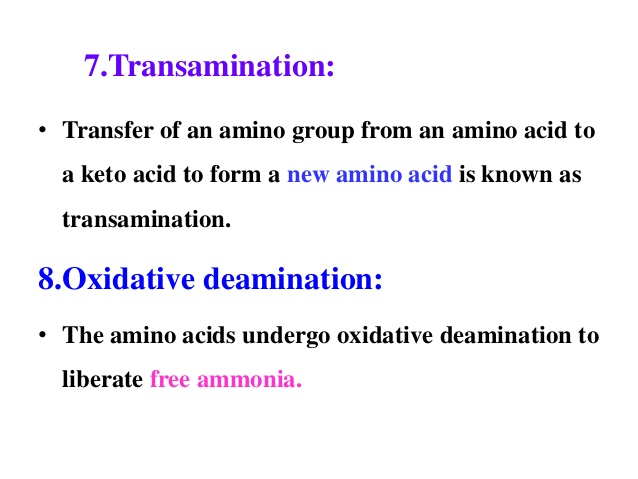 7.Transamination:
• Transfer of an amino group from an amino acid to
a keto acid to form a new amino acid is known as
transamination.
8.Oxidative deamination:
• The amino acids undergo oxidative deamination to
liberate free ammonia.